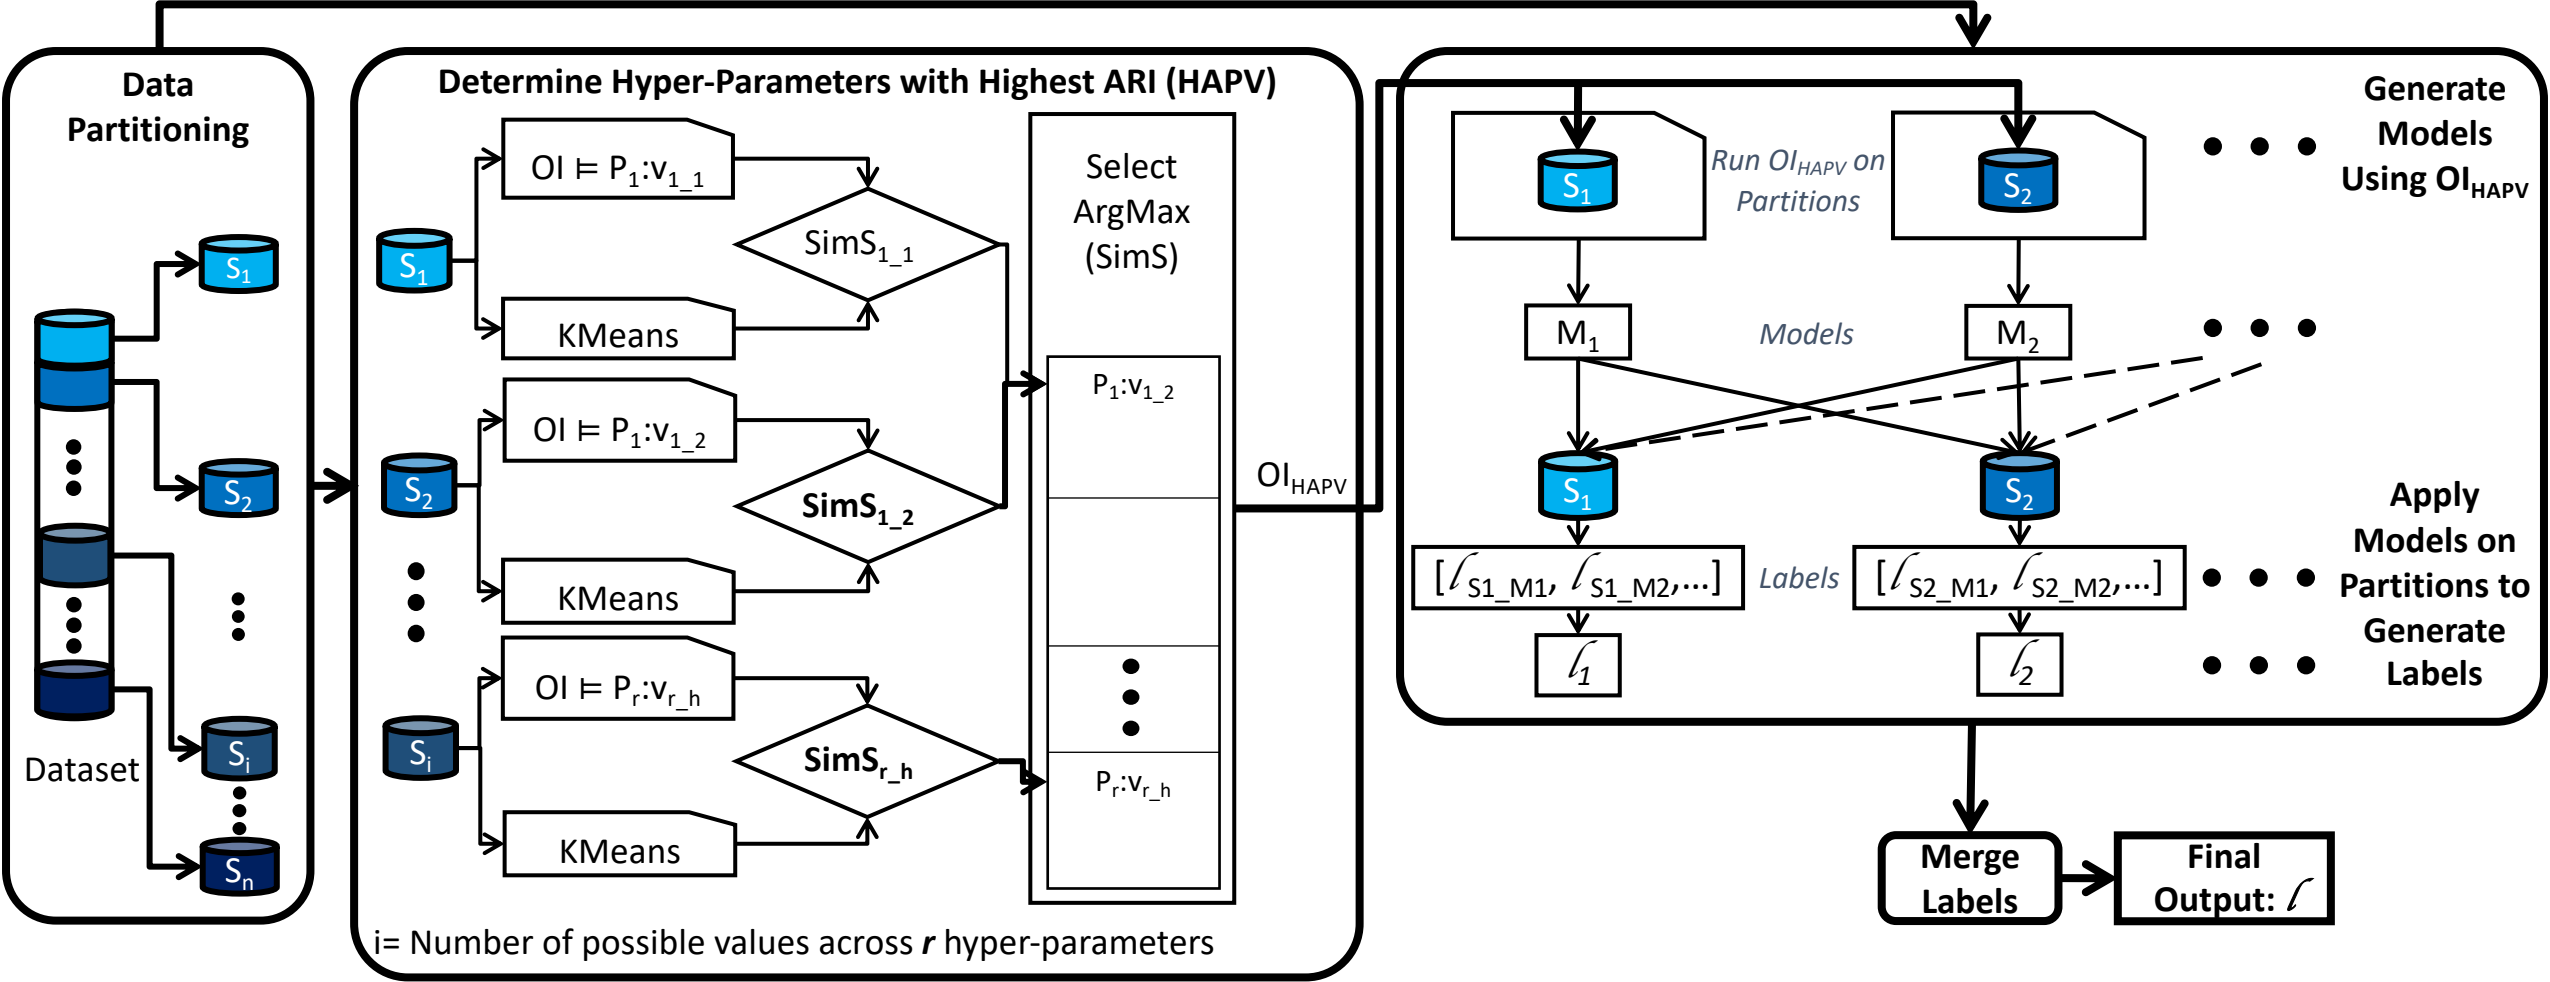 Data
Partitioning
S1
S2
Si
Sn
Dataset
Determine Hyper-Parameters with Highest ARI (HAPV)
S1
OI ⊨ P1:v1_1
SimS1_1
KMeans
S2
OI ⊨ P1:v1_2
SimS1_2
KMeans
Si
OI ⊨ Pr:vr_h
SimSr_h
KMeans
Select
ArgMax
(SimS)
P1:v1_2
Pr:vr_h
i= Number of possible values across r hyper-parameters
OIHAPV
Generate
Models
Using OIHAPV
S1
Run OIHAPV on
Partitions
S2
M1
Models
M2
S1
S2
Apply
Models on
Partitions to
Generate
Labels
[lS1_M1, lS1_M2,...]
Labels
[lS2_M1, lS2_M2,...]
l1
l2
Merge
Labels
Final
Output: l